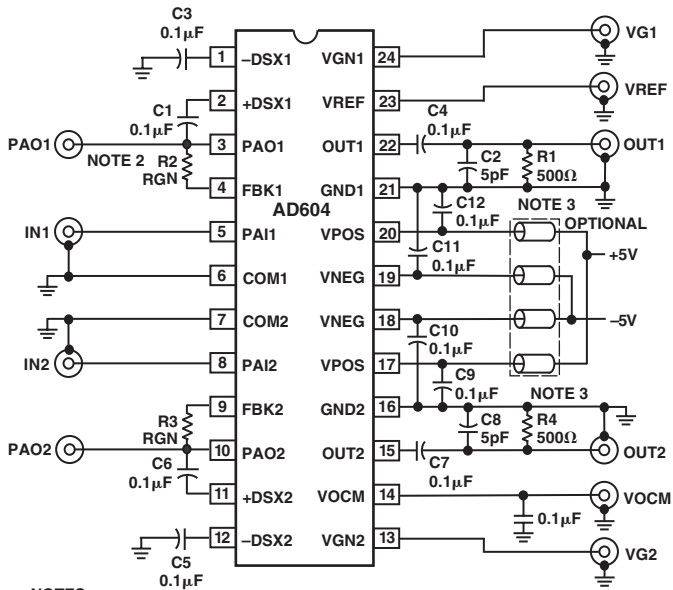 C3
0.1μF
1 –DSX1 VGN1 24 VG1
2 +DSX1 VREF 23 VREF
C1
0.1μF
C4
0.1μF
PAO1 3 PAO1 OUT1 22 OUT1
NOTE 2 R2
RGN
C2
5pF
R1
500Ω
4 FBK1 GND1 21
AD604
C12
0.1μF
NOTE 3
OPTIONAL
IN1 5 PAI1 VPOS 20
+5V
C11
0.1μF
6 COM1 VNEG 19
7 COM2 VNEG 18 –5V
C10
0.1μF
IN2 8 PAI2 VPOS 17
C9
0.1μF
NOTE 3
9 FBK2 GND2 16
R3
RGN
C8
5pF
R4
500Ω
PAO2 10 PAO2 OUT2 15 OUT2
C6
0.1μF
C7
0.1μF
11 +DSX2 VOCM 14 VOCM
0.1μF
12 –DSX2 VGN2 13 VG2
C5
0.1μF